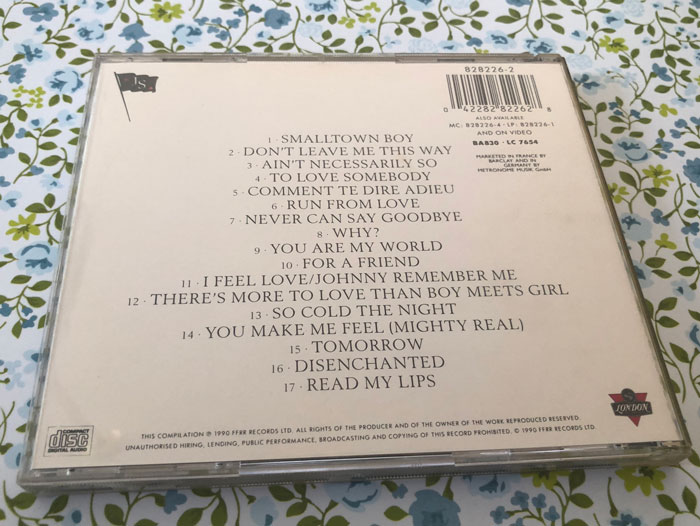 JS
828226-2
0 42282 82262 8
ALSO AVAILABLE
MC: 828226-4 · LP: 828226-1
AND ON VIDEO
BA830 · LC 7654
MARKETED IN FRANCE BY
BARCLAY AND IN
GERMANY BY
METRONOME MUSIK GmbH
1 · SMALLTOWN BOY
2 · DON'T LEAVE ME THIS WAY
3 · AIN'T NECESSARILY SO
4 · TO LOVE SOMEBODY
5 · COMMENT TE DIRE ADIEU
6 · RUN FROM LOVE
7 · NEVER CAN SAY GOODBYE
8 · WHY?
9 · YOU ARE MY WORLD
10 · FOR A FRIEND
11 · I FEEL LOVE/JOHNNY REMEMBER ME
12 · THERE'S MORE TO LOVE THAN BOY MEETS GIRL
13 · SO COLD THE NIGHT
14 · YOU MAKE ME FEEL (MIGHTY REAL)
15 · TOMORROW
16 · DISENCHANTED
17 · READ MY LIPS
COMPACT
disc
DIGITAL AUDIO
LONDON
THIS COMPILATION ℗ 1990 FFRR RECORDS LTD. ALL RIGHTS OF THE PRODUCER AND OF THE OWNER OF THE WORK REPRODUCED RESERVED.
UNAUTHORISED HIRING, LENDING, PUBLIC PERFORMANCE, BROADCASTING AND COPYING OF THIS RECORD PROHIBITED. © 1990 FFRR RECORDS LTD.